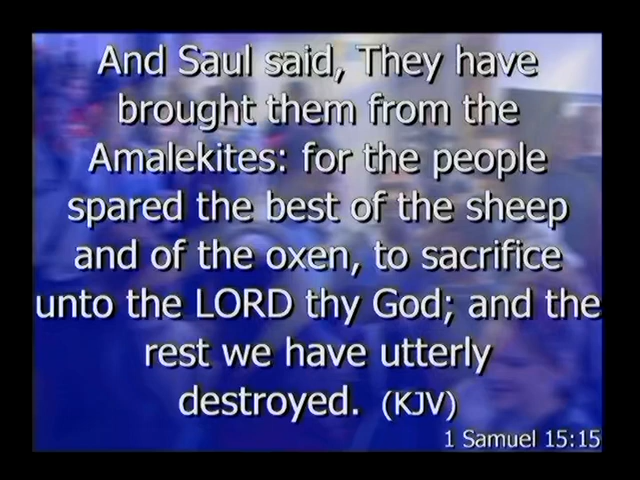 And Saul said, They have
brought them from the
Amalekites: for the people
spared the best of the sheep
and of the oxen, to sacrifice
unto the LORD thy God; and the
rest we have utterly
destroyed. (KJV)
1 Samuel 15:15